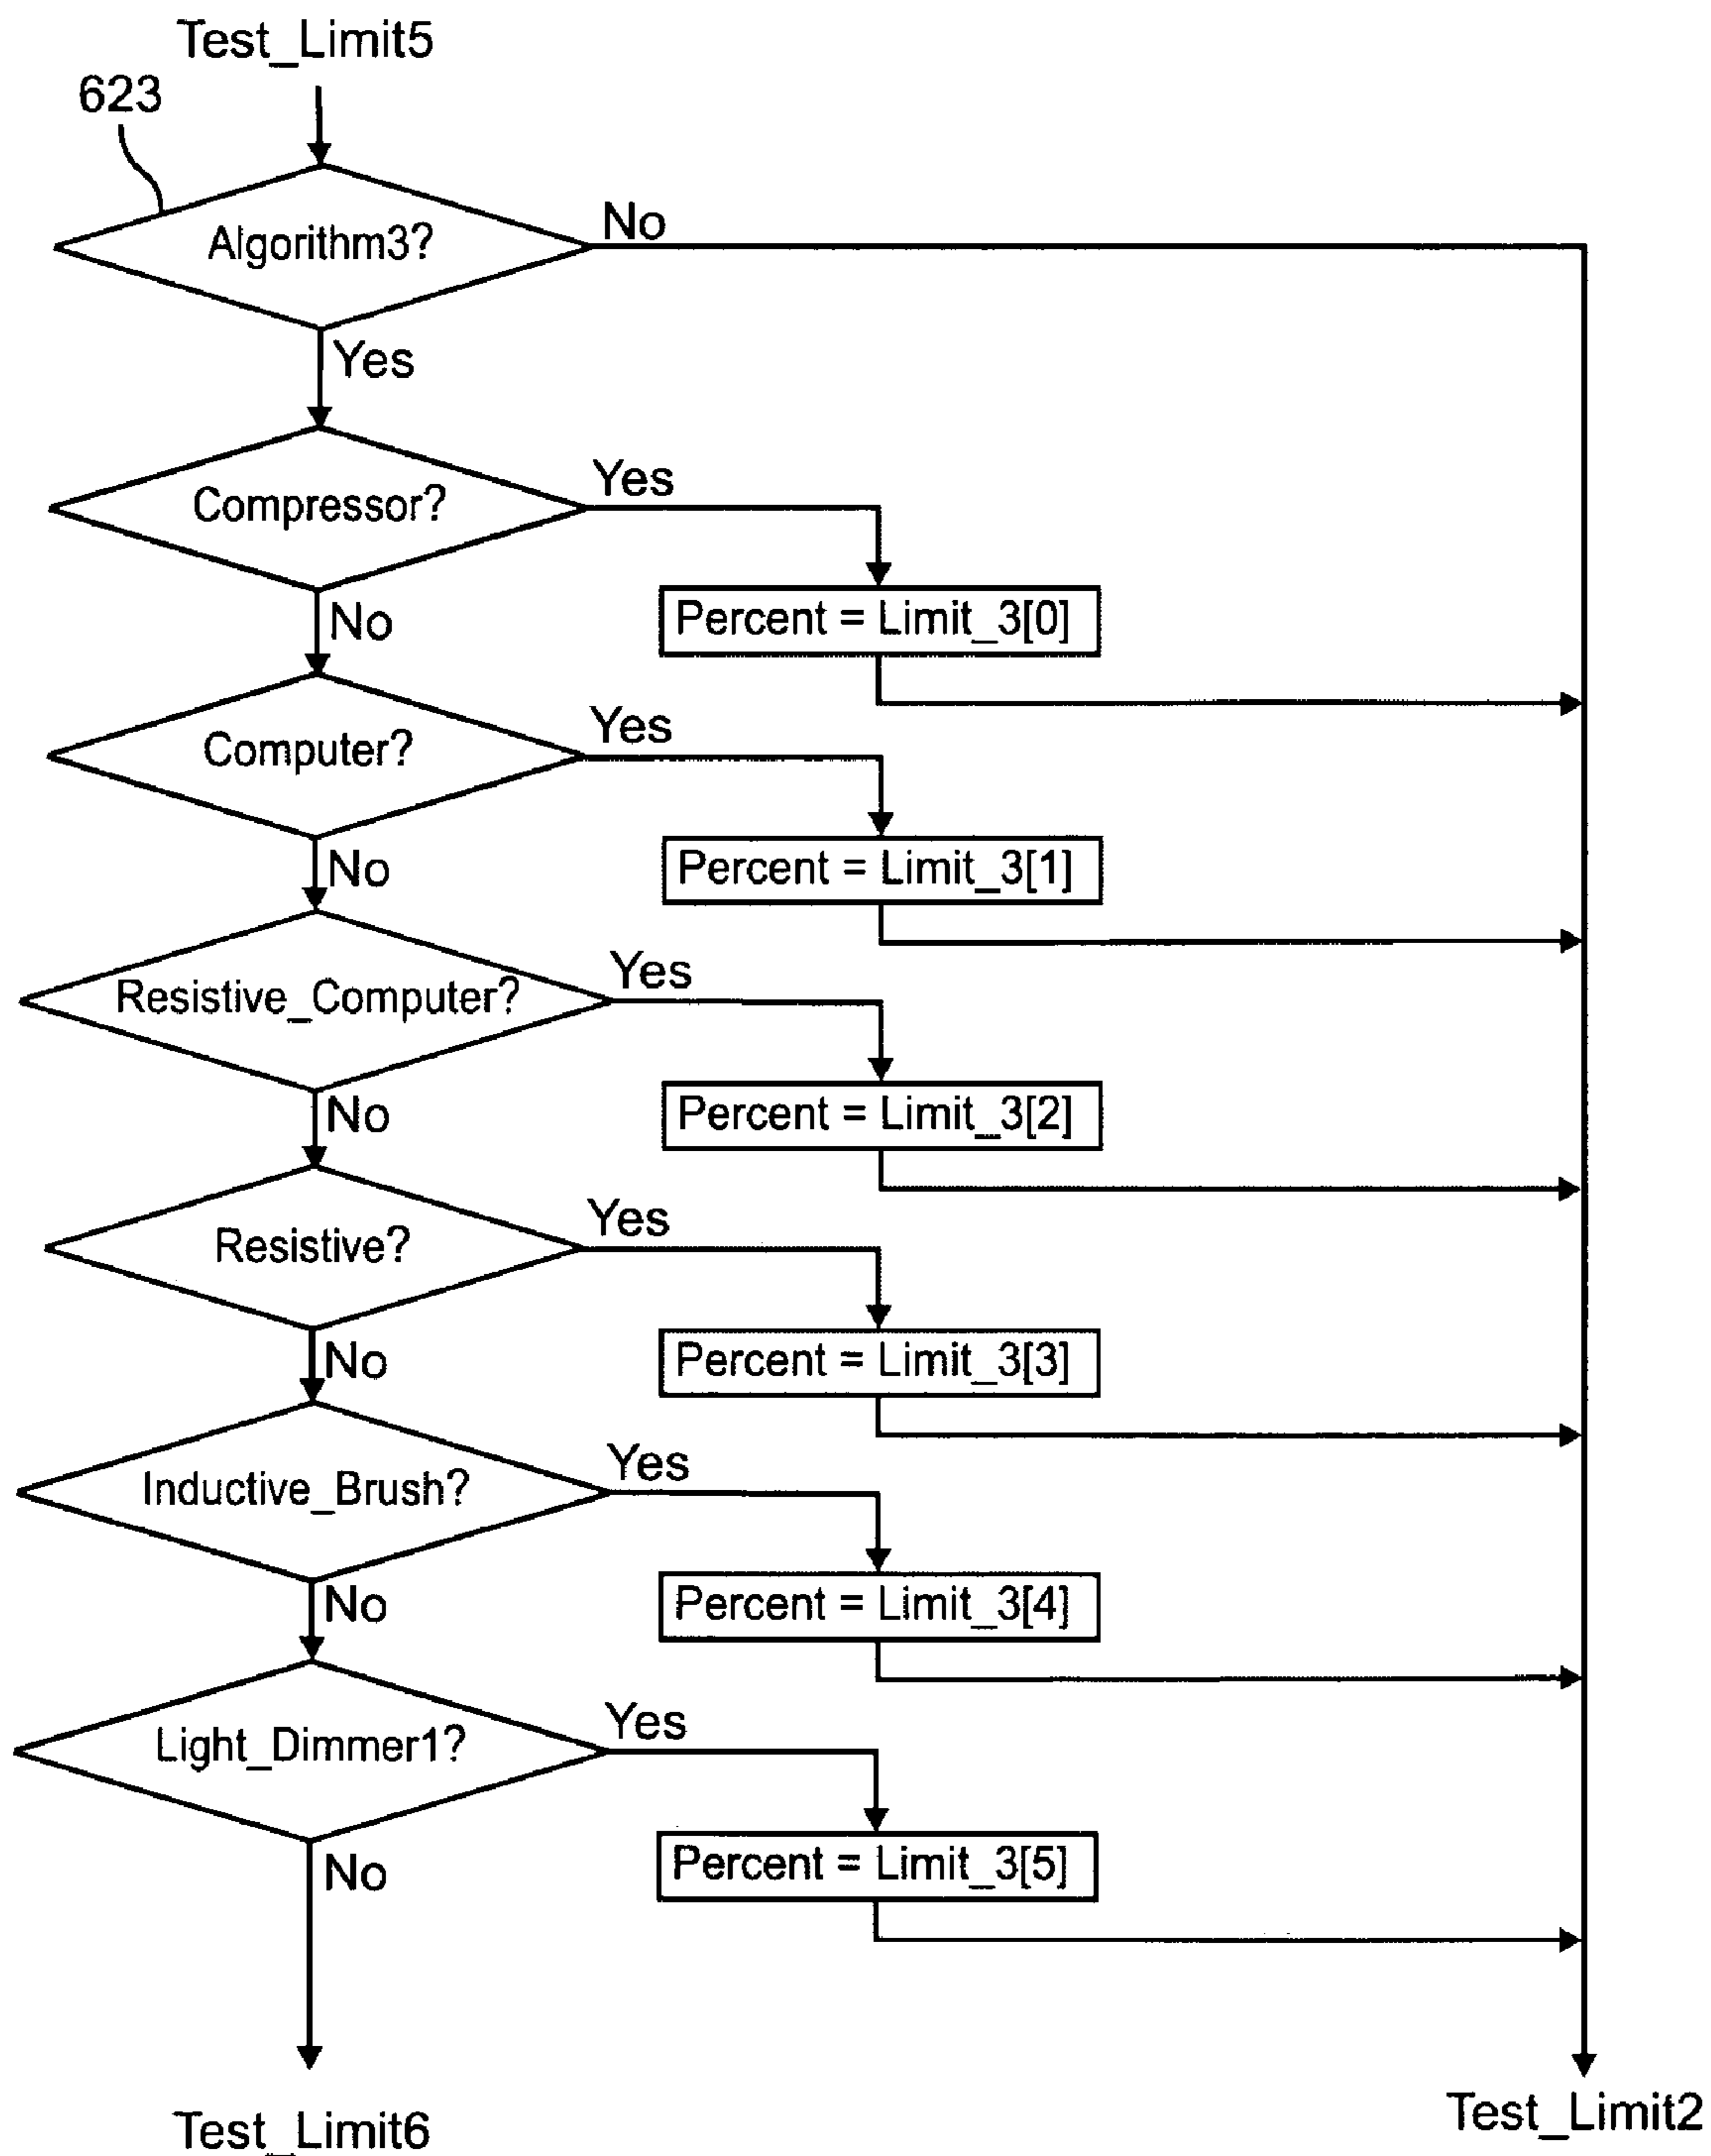 Test_Limit5
623
Algorithm3?
No
Yes
Compressor?
Yes
No
Percent = Limit_3[0]
Computer?
Yes
No
Percent = Limit_3[1]
Resistive_Computer?
Yes
No
Percent = Limit_3[2]
Resistive?
Yes
No
Percent = Limit_3[3]
Inductive_Brush?
Yes
No
Percent = Limit_3[4]
Light_Dimmer1?
Yes
No
Percent = Limit_3[5]
Test_Limit6
Test_Limit2